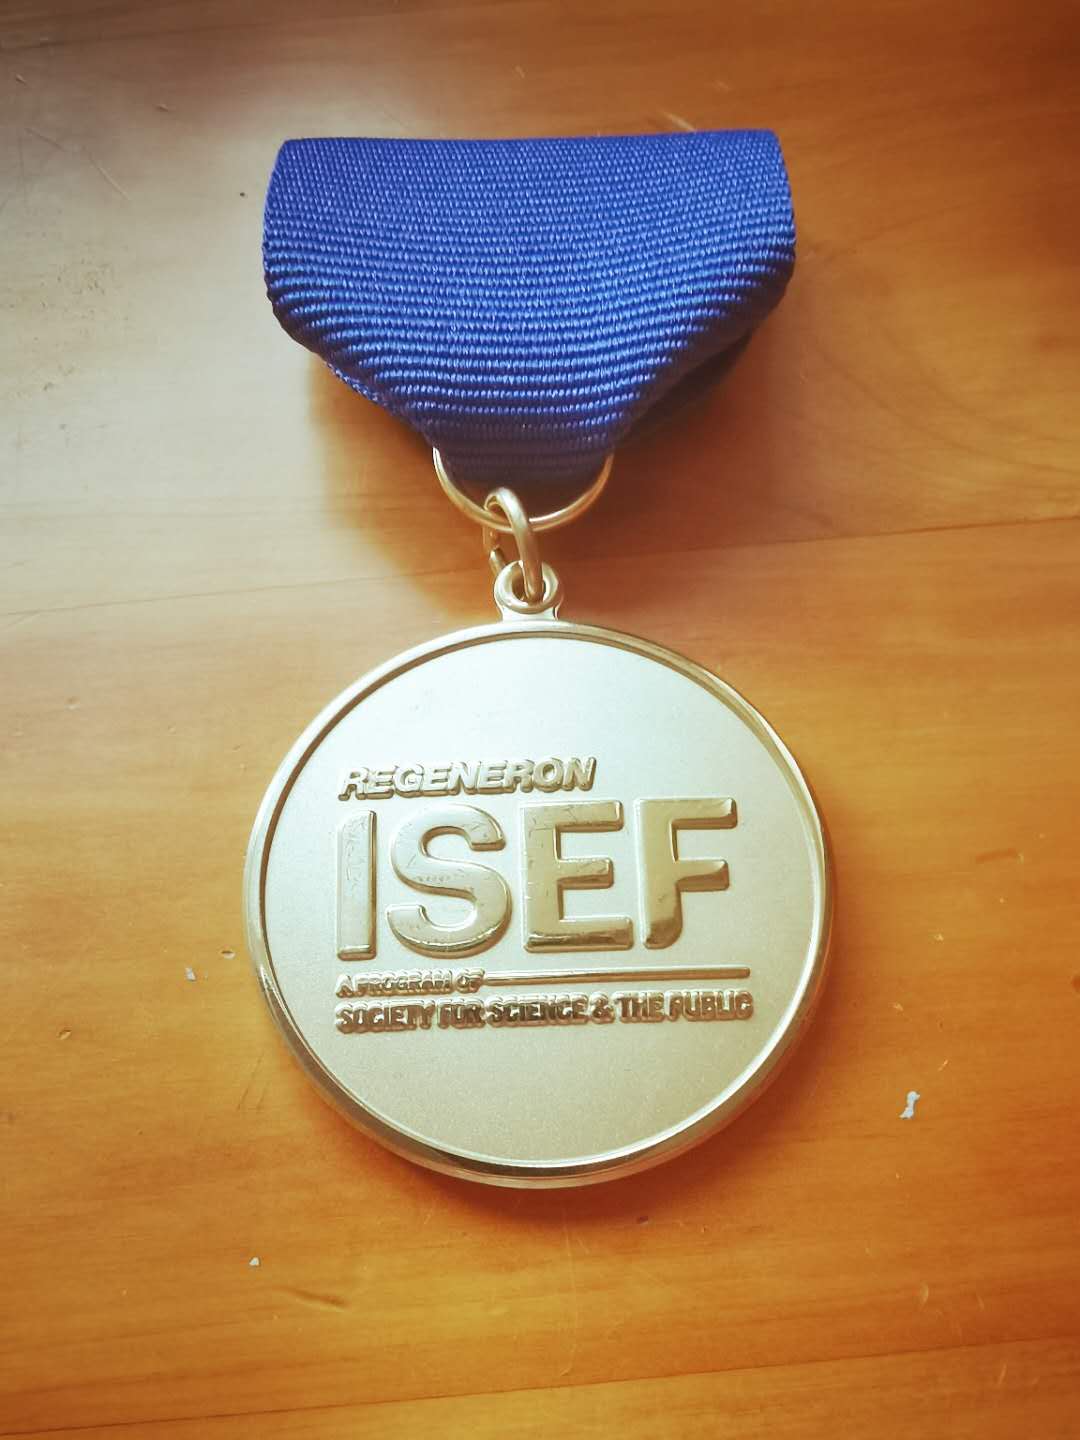 REGENERON
ISEF
A PROGRAM OF
SOCIETY FOR SCIENCE & THE PUBLIC